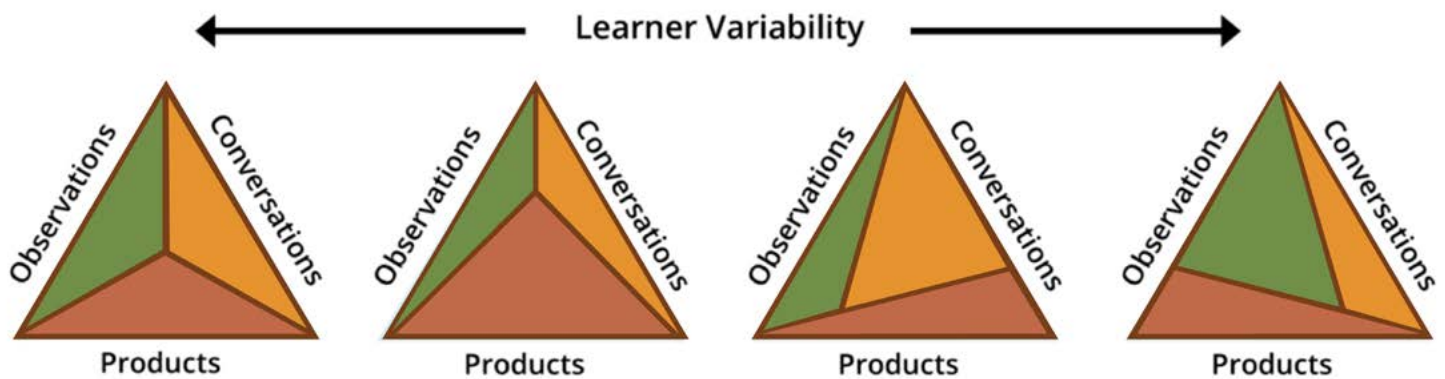 Learner Variability
Observations
Conversations
Products
Observations
Conversations
Products
Observations
Conversations
Products
Observations
Conversations
Products